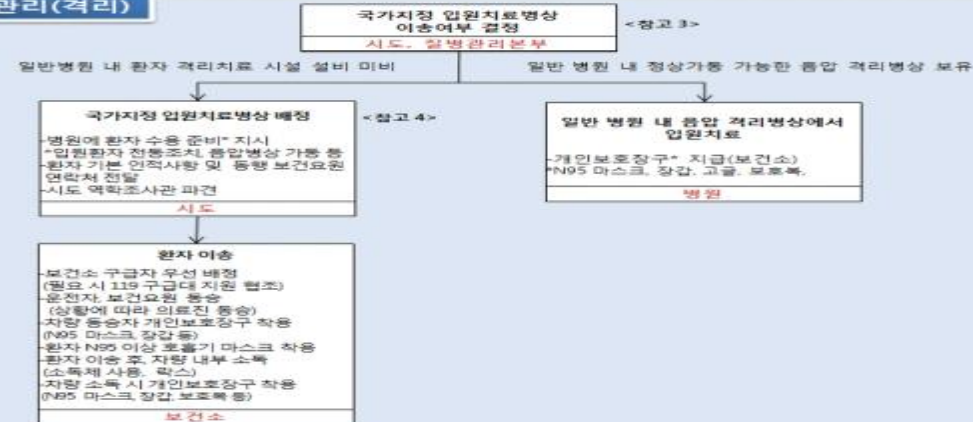 관리(격리)
국가지정 입원치료병상
이송여부 결정
<참고 3>
시도, 질병관리본부
일반병원 내 환자 격리치료 시설 설비 미비
일반 병원 내 정상가동 가능한 음압 격리병상 보유
국가지정 입원치료병상 배정
<참고 4>
-병원에 환자 수용 준비* 지시
*입원환자 전동조치, 음압병상 가동 등
-환자 기본 인적사항 및 동행 보건요원
연락처 전달
-시도 역학조사관 파견
시도
일반 병원 내 음압 격리병상에서
입원치료
-개인보호장구* 지급(보건소)
*N95 마스크, 장갑, 고글, 보호복,
병원
환자 이송
-보건소 구급차 우선 배정
(필요 시 119 구급대 지원 협조)
-운전자, 보건요원 동승
(상황에 따라 의료진 동승)
-차량 동승자 개인보호장구 착용
(N95 마스크, 장갑 등)
-환자 N95 이상 호흡기 마스크 착용
-환자 이송 후, 차량 내부 소독
(소독제 사용, 락스)
-차량 소독 시 개인보호장구 착용
(N95 마스크, 장갑, 보호복 등)
보건소